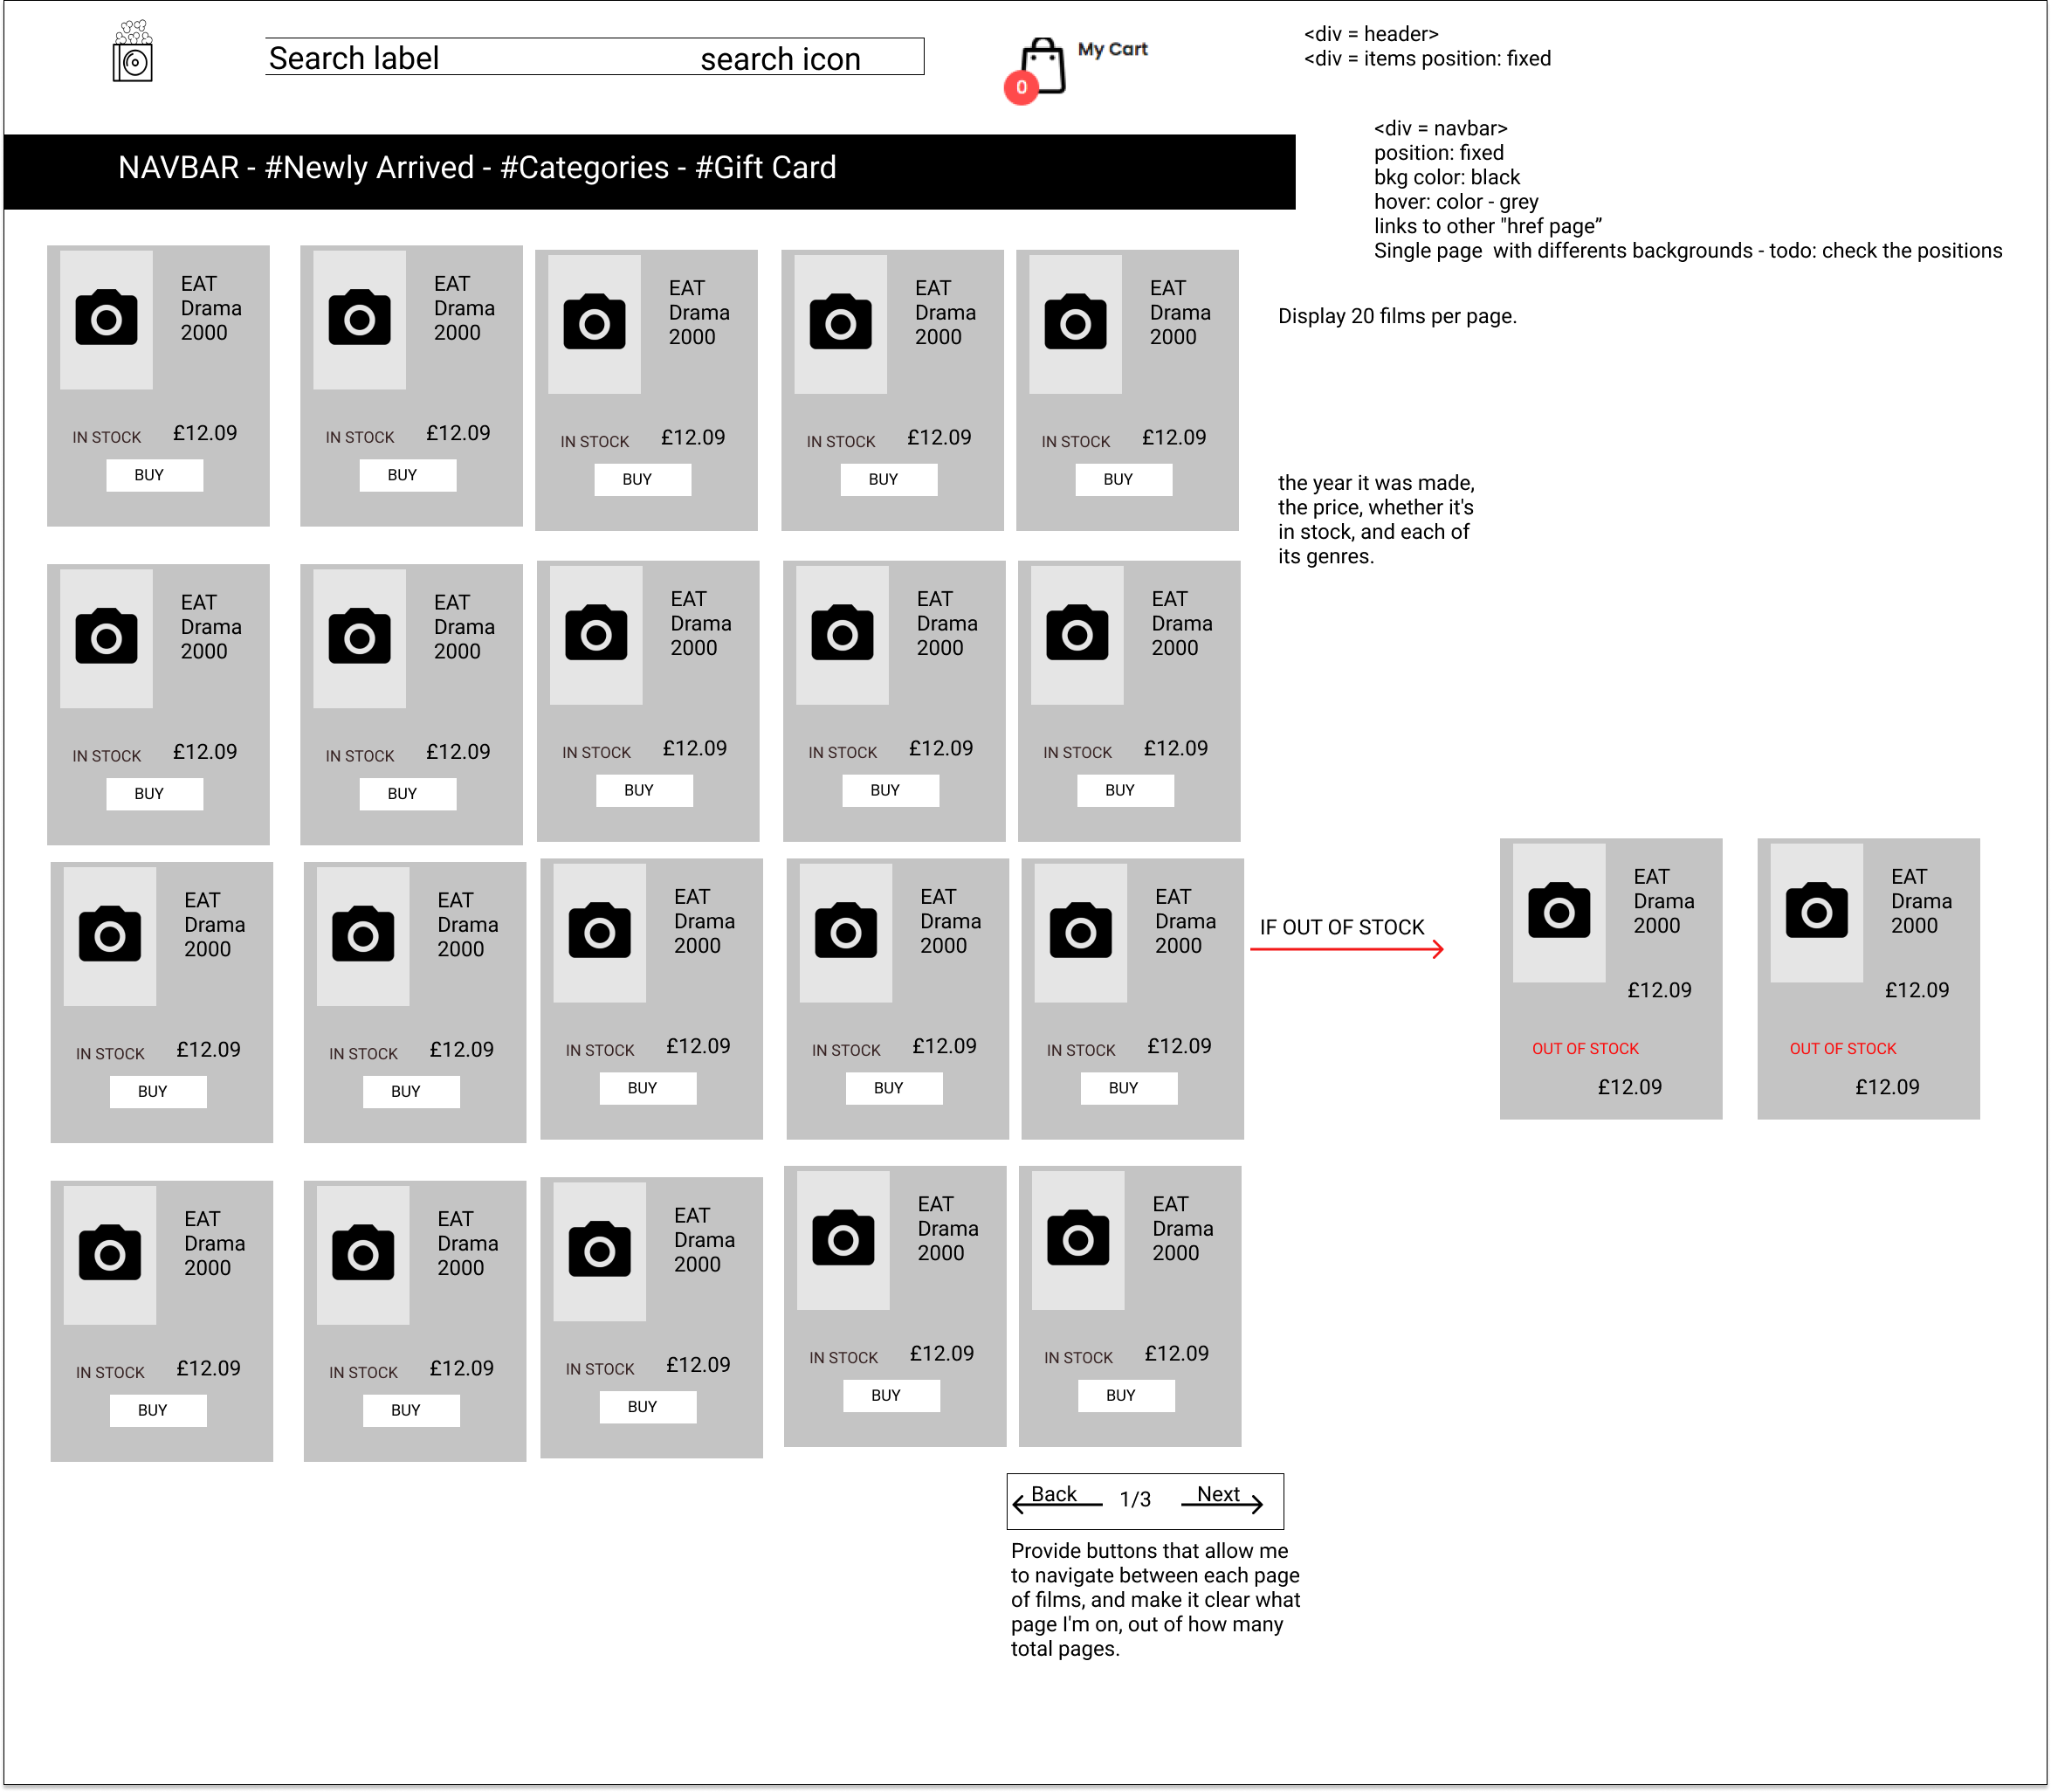 Search label
search icon
My Cart
0
<div = header>
<div = items position: fixed
NAVBAR - #Newly Arrived - #Categories - #Gift Card
<div = navbar>
position: fixed
bkg color: black
hover: color - grey
links to other "href page”
Single page  with differents backgrounds - todo: check the positions
Display 20 films per page.
the year it was made,
the price, whether it's
in stock, and each of
its genres.
EAT
Drama
2000
IN STOCK £12.09
BUY
EAT
Drama
2000
IN STOCK £12.09
BUY
EAT
Drama
2000
IN STOCK £12.09
BUY
EAT
Drama
2000
IN STOCK £12.09
BUY
EAT
Drama
2000
IN STOCK £12.09
BUY
EAT
Drama
2000
IN STOCK £12.09
BUY
EAT
Drama
2000
IN STOCK £12.09
BUY
EAT
Drama
2000
IN STOCK £12.09
BUY
EAT
Drama
2000
IN STOCK £12.09
BUY
EAT
Drama
2000
IN STOCK £12.09
BUY
EAT
Drama
2000
IN STOCK £12.09
BUY
EAT
Drama
2000
IN STOCK £12.09
BUY
EAT
Drama
2000
IN STOCK £12.09
BUY
EAT
Drama
2000
IN STOCK £12.09
BUY
EAT
Drama
2000
IN STOCK £12.09
BUY
IF OUT OF STOCK
EAT
Drama
2000
£12.09
OUT OF STOCK
£12.09
EAT
Drama
2000
£12.09
OUT OF STOCK
£12.09
EAT
Drama
2000
IN STOCK £12.09
BUY
EAT
Drama
2000
IN STOCK £12.09
BUY
EAT
Drama
2000
IN STOCK £12.09
BUY
EAT
Drama
2000
IN STOCK £12.09
BUY
EAT
Drama
2000
IN STOCK £12.09
BUY
Back 1/3 Next
Provide buttons that allow me
to navigate between each page
of films, and make it clear what
page I'm on, out of how many
total pages.